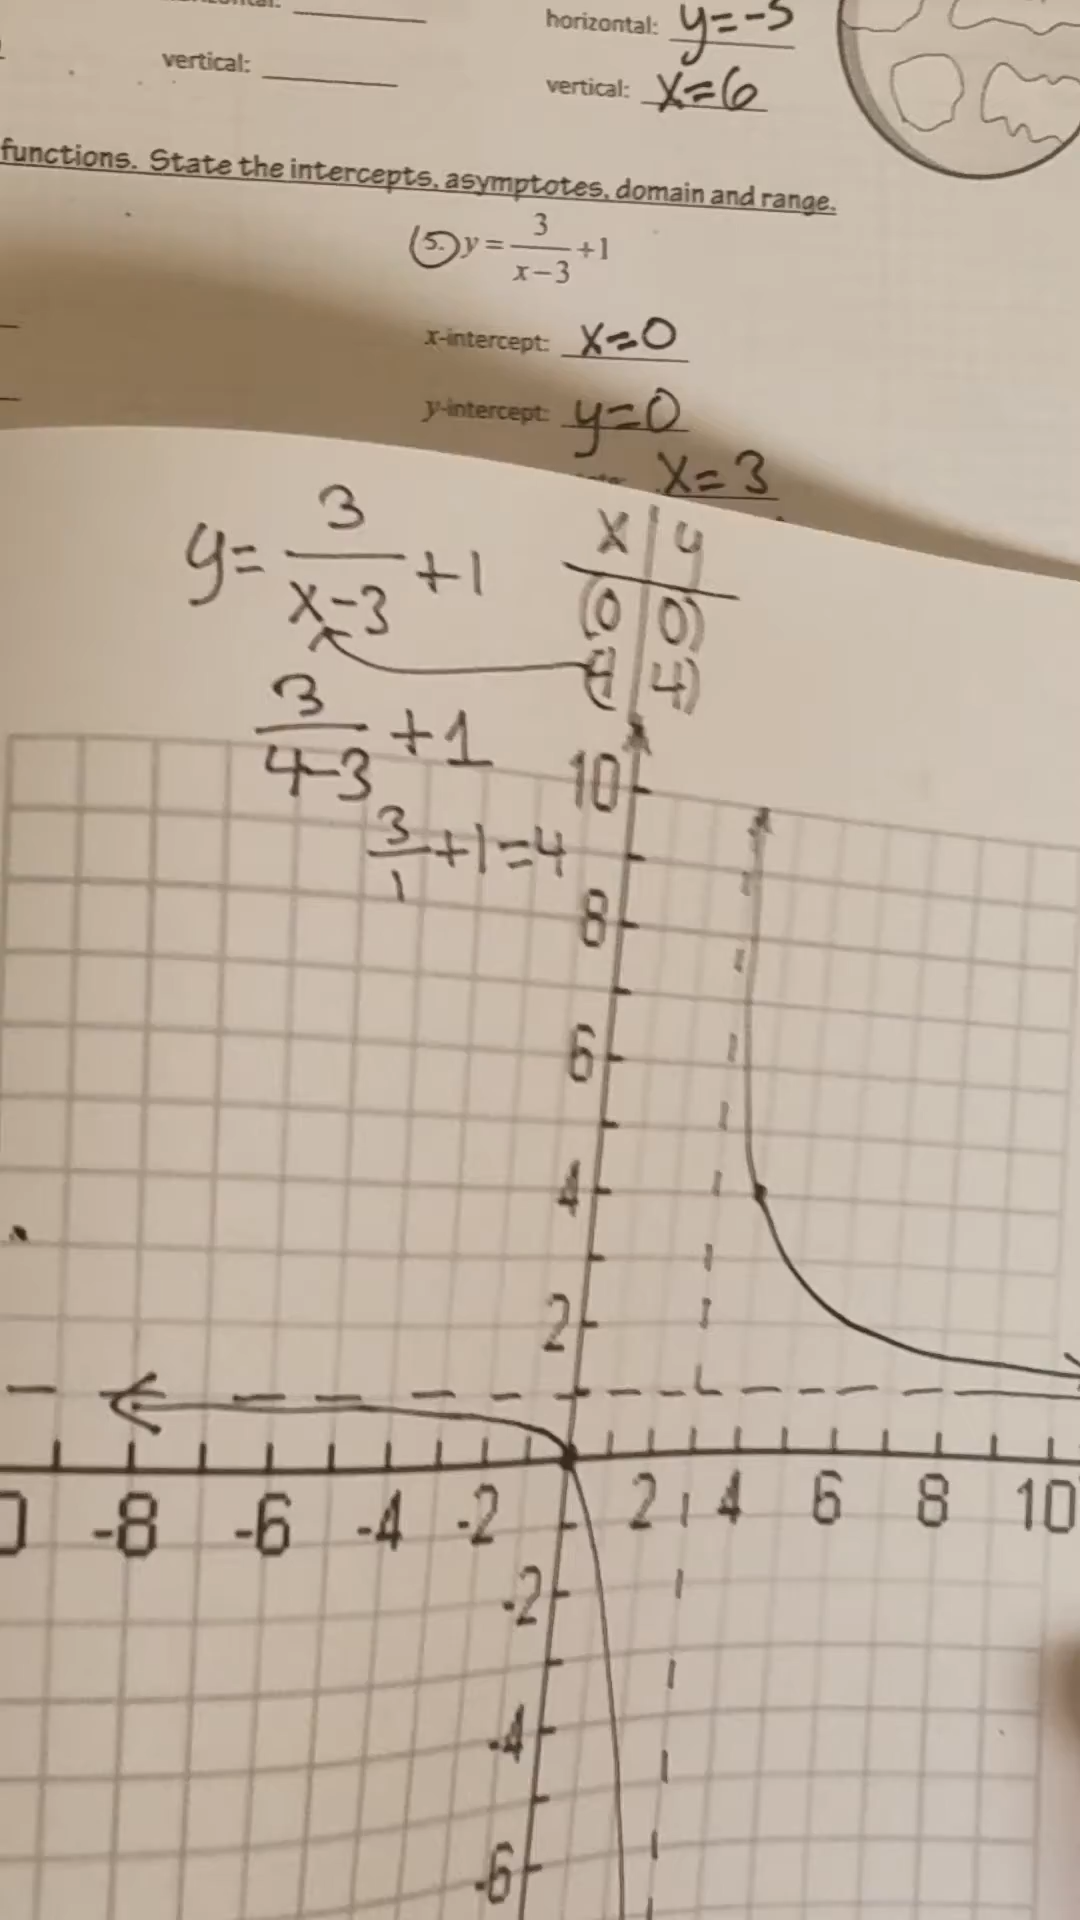 horizontal: y=-5
vertical: ______ vertical: x=6
functions. State the intercepts, asymptotes, domain and range.
5. y = 3/(x−3) +1
x-intercept: x=0
y-intercept: y=0
x=3
y= 3/(x-3) +1
x | y
(0 | 0)
(4 | 4)
3/(4-3) +1
3/1 +1=4
10
8
6
4
2
-8 -6 -4 -2 2 4 6 8 10
-2
-4
-6